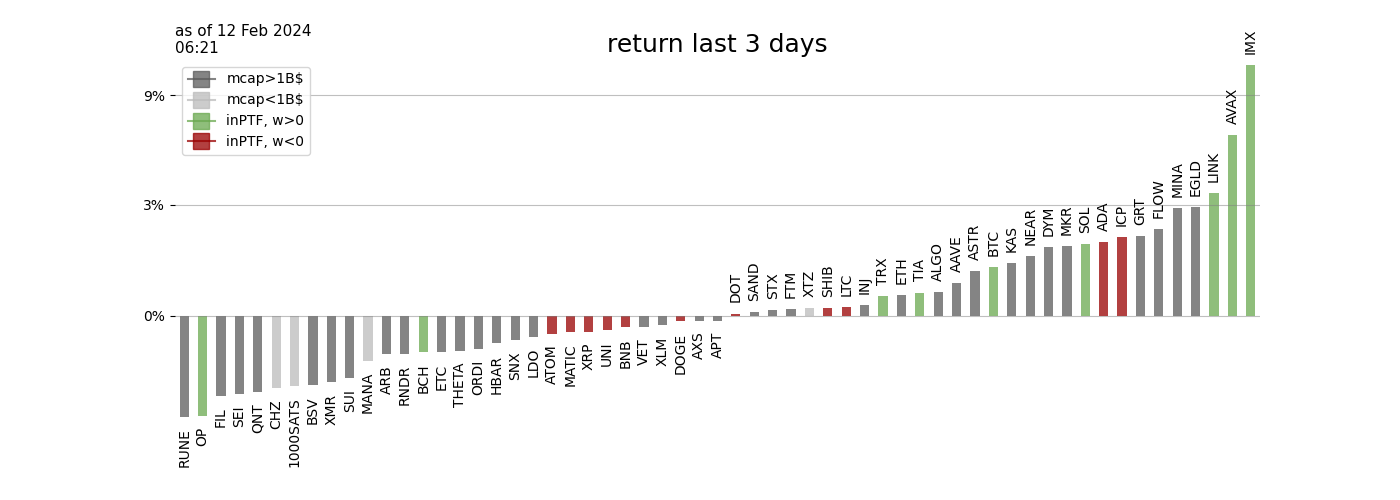 as of 12 Feb 2024
06:21
return last 3 days
mcap>1B$
mcap<1B$
inPTF, w>0
inPTF, w<0
9%
3%
0%
RUNE
OP
FIL
SEI
QNT
CHZ
1000SATS
BSV
XMR
SUI
MANA
ARB
RNDR
BCH
ETC
THETA
ORDI
HBAR
SNX
LDO
ATOM
MATIC
XRP
UNI
BNB
VET
XLM
DOGE
AXS
APT
DOT
SAND
STX
FTM
XTZ
SHIB
LTC
INJ
TRX
ETH
TIA
ALGO
AAVE
ASTR
BTC
KAS
NEAR
DYM
MKR
SOL
ADA
ICP
GRT
FLOW
MINA
EGLD
LINK
AVAX
IMX